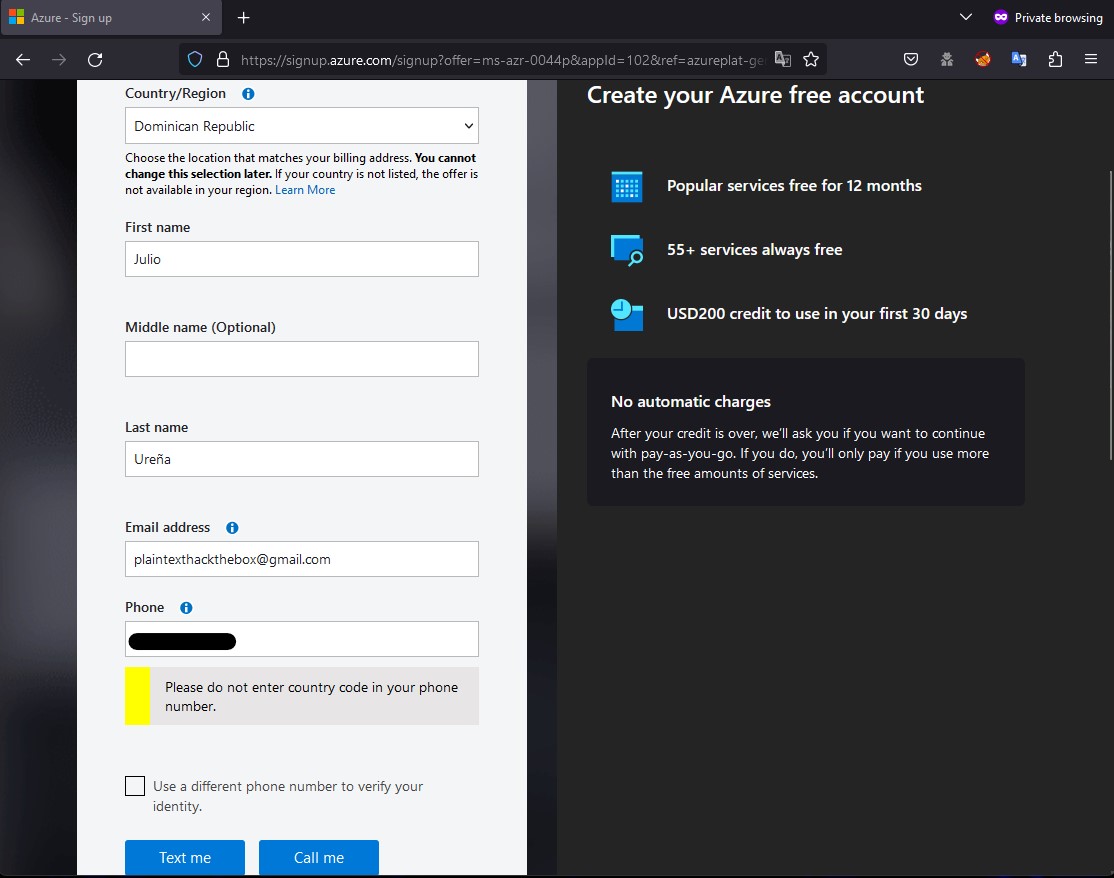 Azure - Sign up
Private browsing
https://signup.azure.com/signup?offer=ms-azr-0044p&appId=102&ref=azureplat-ge
Country/Region
Dominican Republic
Choose the location that matches your billing address. You cannot
change this selection later. If your country is not listed, the offer is
not available in your region. Learn More
First name
Julio
Middle name (Optional)
Last name
Ureña
Email address
plaintexthackthebox@gmail.com
Phone
Please do not enter country code in your phone
number.
Use a different phone number to verify your
identity.
Text me
Call me
Create your Azure free account
Popular services free for 12 months
55+ services always free
USD200 credit to use in your first 30 days
No automatic charges
After your credit is over, we'll ask you if you want to continue
with pay-as-you-go. If you do, you'll only pay if you use more
than the free amounts of services.